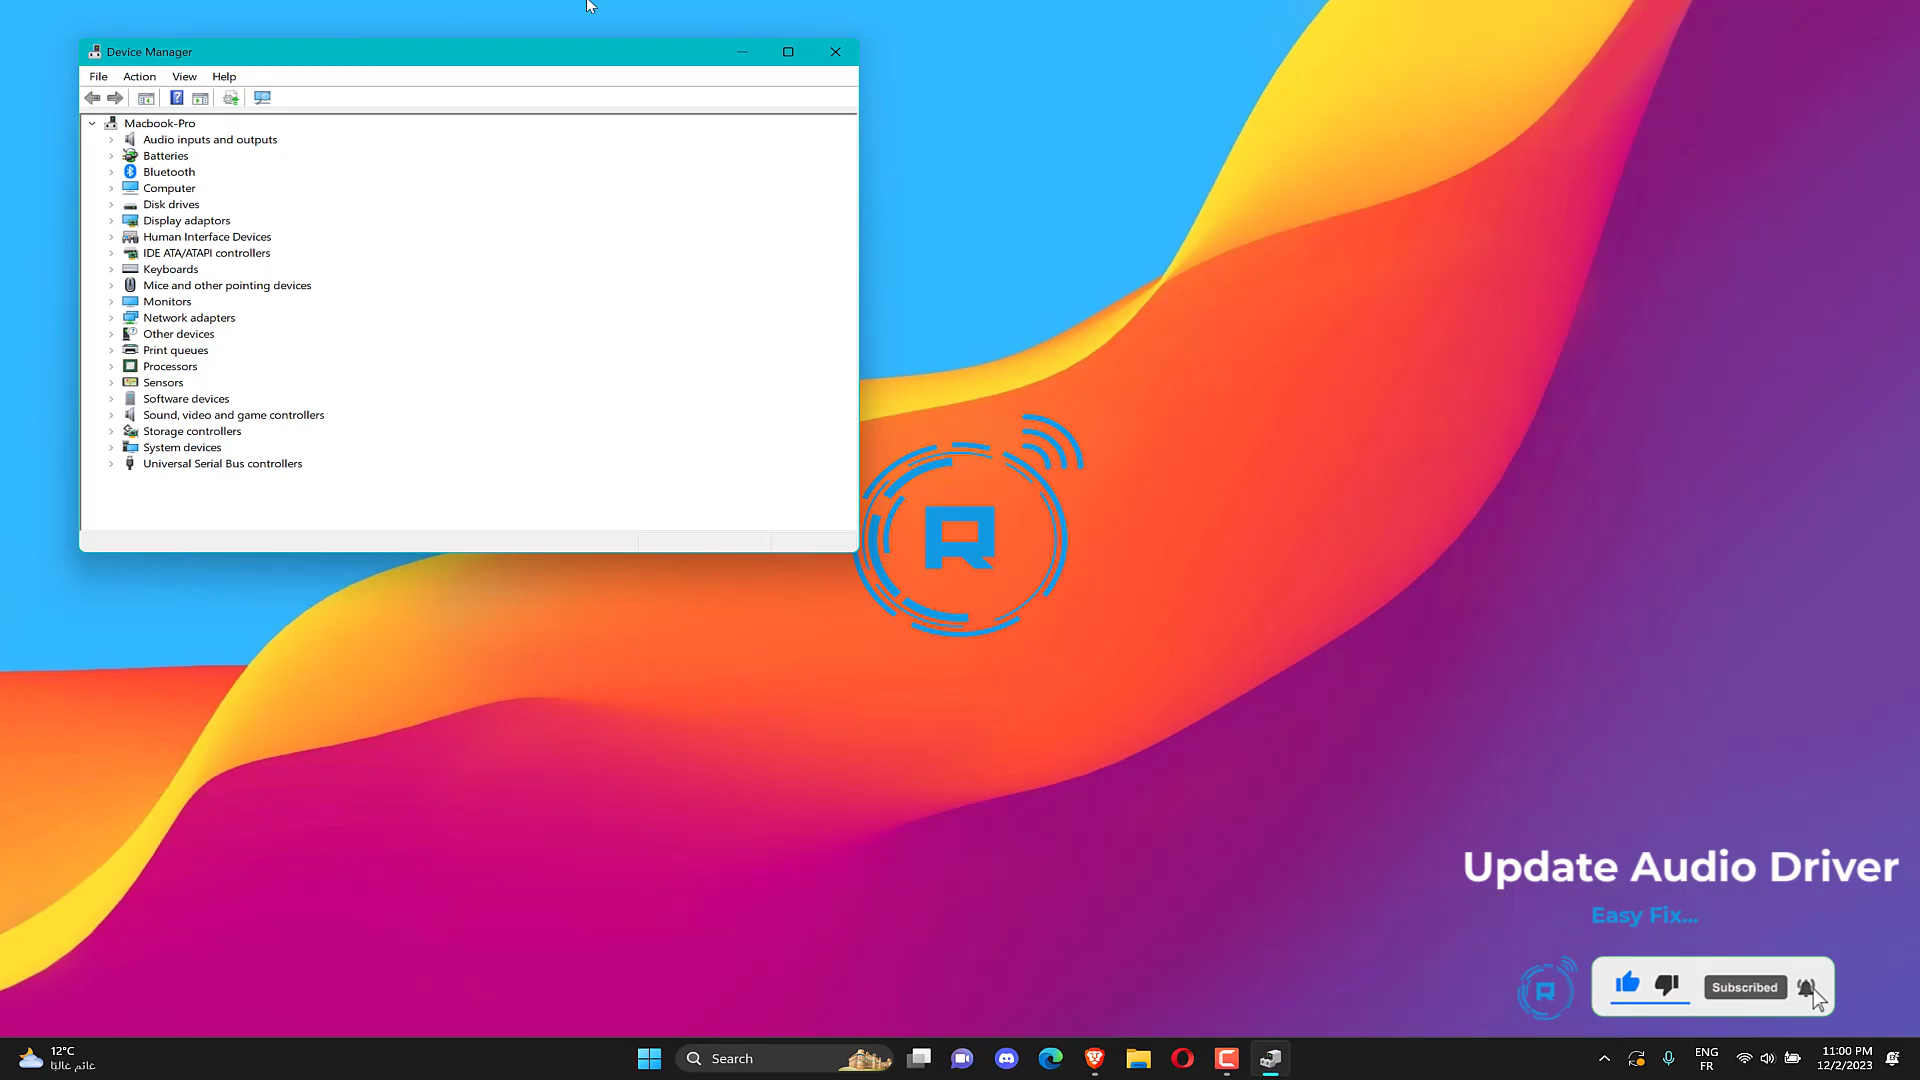 Device Manager
File Action View Help
Macbook-Pro
Audio inputs and outputs
Batteries
Bluetooth
Computer
Disk drives
Display adaptors
Human Interface Devices
IDE ATA/ATAPI controllers
Keyboards
Mice and other pointing devices
Monitors
Network adapters
Other devices
Print queues
Processors
Sensors
Software devices
Sound, video and game controllers
Storage controllers
System devices
Universal Serial Bus controllers
R
Update Audio Driver
Easy Fix...
R
Subscribed
12°C
غائم غالبًا
Search
ENG
FR
11:00 PM
12/2/2023